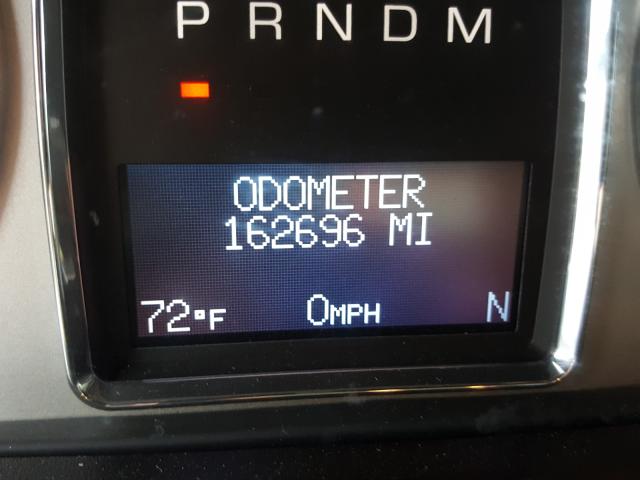 P R N D M
ODOMETER
162696 MI
72°F 0MPH N